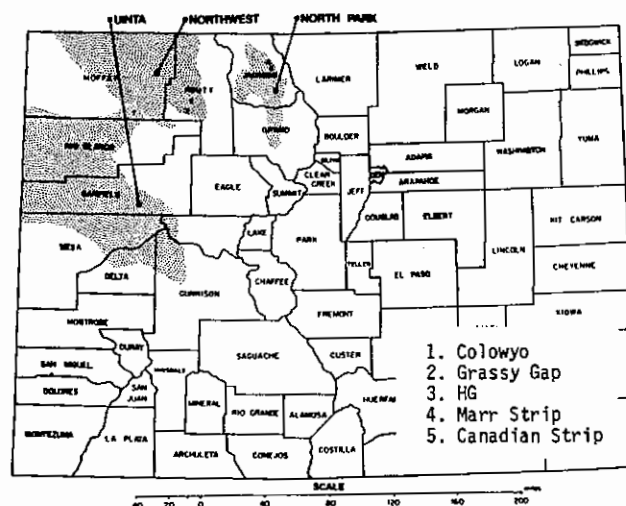 UINTA NORTHWEST NORTH PARK
MOFFAT ROUTT JACKSON LARIMER WELD LOGAN SEDGWICK
PHILLIPS
MORGAN
RIO BLANCO GRAND BOULDER WASHINGTON YUMA
ADAMS
GARFIELD EAGLE SUMMIT CLEAR CREEK JEFF ARAPAHOE
DOUGLAS ELBERT KIT CARSON
MESA LAKE PARK LINCOLN
DELTA TELLER EL PASO CHEYENNE
GUNNISON CHAFFEE
FREMONT KIOWA
MONTROSE
OURAY SAGUACHE CUSTER
SAN MIGUEL HINSDALE
DOLORES SAN JUAN MINERAL RIO GRANDE ALAMOSA HUERFA
MONTEZUMA LA PLATA ARCHULETA CONEJOS COSTILLA
1. Colowyo
2. Grassy Gap
3. HG
4. Marr Strip
5. Canadian Strip
SCALE
40 20 0 40 80 120 160 200